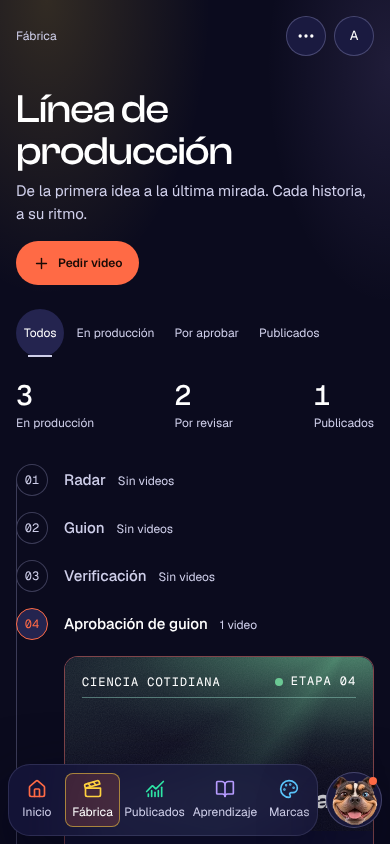 Fábrica
A
Línea de
producción
De la primera idea a la última mirada. Cada historia,
a su ritmo.
Pedir video
Todos En producción Por aprobar Publicados
3 2 1
En producción Por revisar Publicados
01 Radar Sin videos
02 Guion Sin videos
03 Verificación Sin videos
04 Aprobación de guion 1 video
CIENCIA COTIDIANA ETAPA 04
Inicio Fábrica Publicados Aprendizaje Marcas